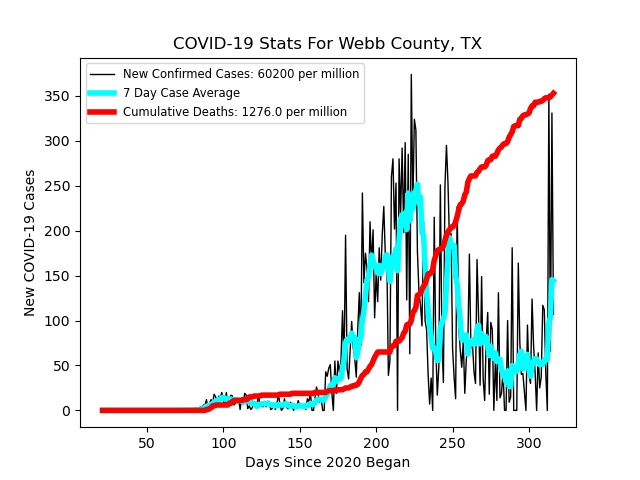 COVID-19 Stats For Webb County, TX
New Confirmed Cases: 60200 per million
7 Day Case Average
Cumulative Deaths: 1276.0 per million
New COVID-19 Cases
350
300
250
200
150
100
50
0
50 100 150 200 250 300
Days Since 2020 Began